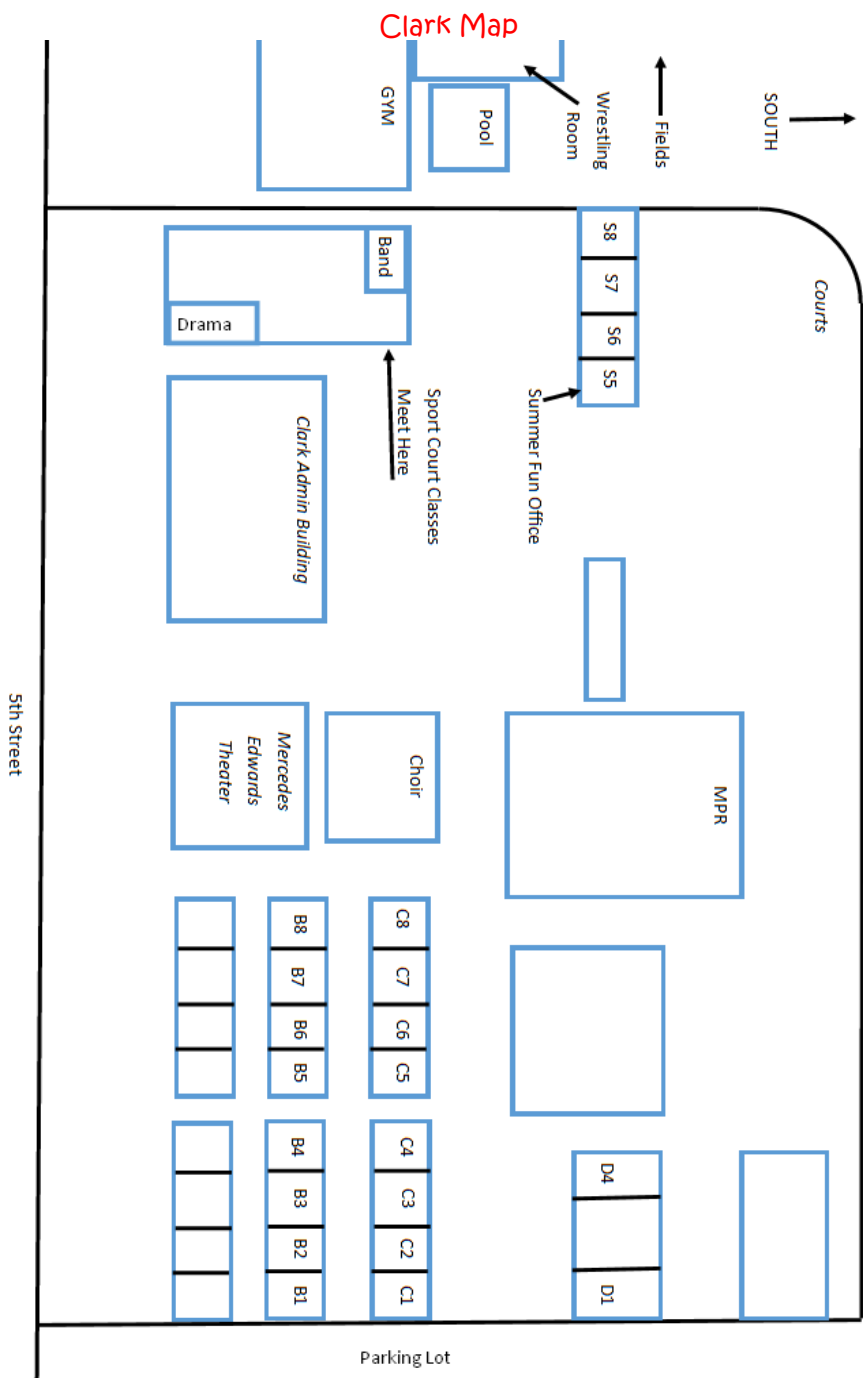 Clark Map
GYM
Pool
Wrestling
Room
Fields
SOUTH
Courts
Band
Drama
S8
S7
S6
S5
Sport Court Classes
Meet Here
Summer Fun Office
Clark Admin Building
5th Street
Mercedes
Edwards
Theater
Choir
MPR
B8
B7
B6
B5
C8
C7
C6
C5
B4
B3
B2
B1
C4
C3
C2
C1
D4
D1
Parking Lot